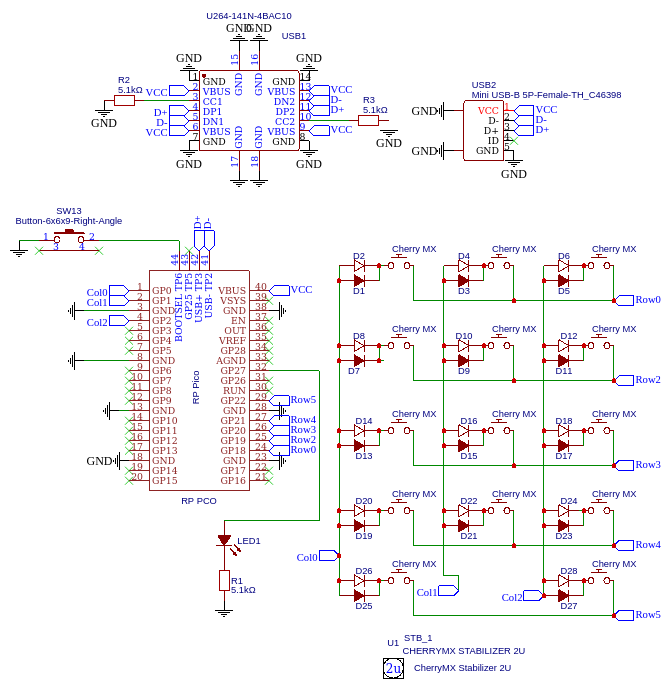 U264-141N-4BAC10
GND GND USB1
15 16
GND GND
1 GND GND GND GND 14
R2 VCC 2 VBUS VBUS 13 VCC
5.1kΩ 3 CC1 DN2 12 D-
D+ 4 DP1 DP2 11 D+
D- 5 DN1 CC2 10 R3
VCC 6 VBUS VBUS 9 VCC 5.1kΩ
7 GND GND GND GND 8
GND GND GND GND
17 18
USB2
Mini USB-B 5P-Female-TH_C46398
GND VCC 1 VCC
D- 2 D-
D+ 3 D+
ID 4
GND GND 5
GND
SW13
Button-6x6x9-Right-Angle
1 2
3 4
D+ D-
44 43 42 41
BOOTSEL TP6
GP25 TP5
USB+ TP3
USB- TP2
Col0 1 GP0 VBUS 40 VCC
Col1 2 GP1 VSYS 39
3 GND GND 38
Col2 4 GP2 EN 37
5 GP3 OUT 36
6 GP4 VREF 35
7 GP5 GP28 34
8 GND AGND 33
9 GP6 GP27 32
10 GP7 GP26 31
11 GP8 RUN 30
12 GP9 GP22 29 Row5
13 GND GND 28
14 GP10 GP21 27 Row4
15 GP11 GP20 26 Row3
16 GP12 GP19 25 Row2
17 GP13 GP18 24 Row0
GND 18 GND GND 23
19 GP14 GP17 22
20 GP15 GP16 21
RP Pico
RP PCO
LED1
R1
5.1kΩ
Cherry MX Cherry MX Cherry MX
D2 D4 D6
D1 D3 D5
Row0
Cherry MX Cherry MX Cherry MX
D8 D10 D12
D7 D9 D11
Row2
Cherry MX Cherry MX Cherry MX
D14 D16 D18
D13 D15 D17
Row3
Cherry MX Cherry MX Cherry MX
D20 D22 D24
D19 D21 D23
Row4
Col0
Cherry MX Cherry MX
D26 D28
Col1 Col2
D25 D27
Row5
U1 STB_1
CHERRYMX STABILIZER 2U
2u CherryMX Stabilizer 2U